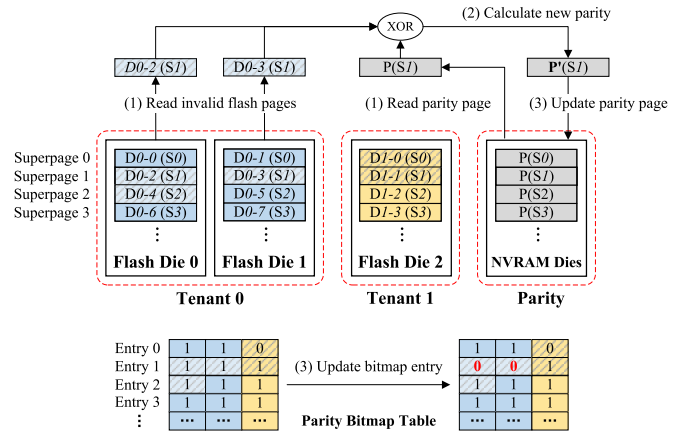 XOR
(2) Calculate new parity
D0-2 (S1)
D0-3 (S1)
P(S1)
P'(S1)
(1) Read invalid flash pages
(1) Read parity page
(3) Update parity page
Superpage 0
D0-0 (S0)
D0-1 (S0)
D1-0 (S0)
P(S0)
Superpage 1
D0-2 (S1)
D0-3 (S1)
D1-1 (S1)
P(S1)
Superpage 2
D0-4 (S2)
D0-5 (S2)
D1-2 (S2)
P(S2)
Superpage 3
D0-6 (S3)
D0-7 (S3)
D1-3 (S3)
P(S3)
⋮ ⋮ ⋮ ⋮
Flash Die 0
Flash Die 1
Flash Die 2
NVRAM Dies
Tenant 0
Tenant 1
Parity
Entry 0
1 1 0
1 1 0
Entry 1
1 1 1
0 0 1
Entry 2
1 1 1
1 1 1
Entry 3
1 1 1
1 1 1
⋮
••• ••• •••
••• ••• •••
(3) Update bitmap entry
Parity Bitmap Table